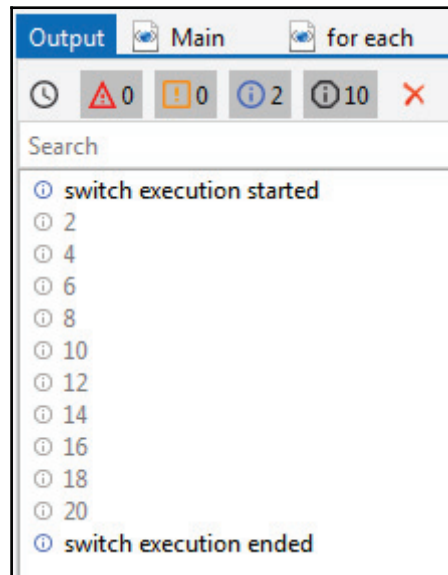 Output Main for each
0 0 2 10
Search
switch execution started
2
4
6
8
10
12
14
16
18
20
switch execution ended